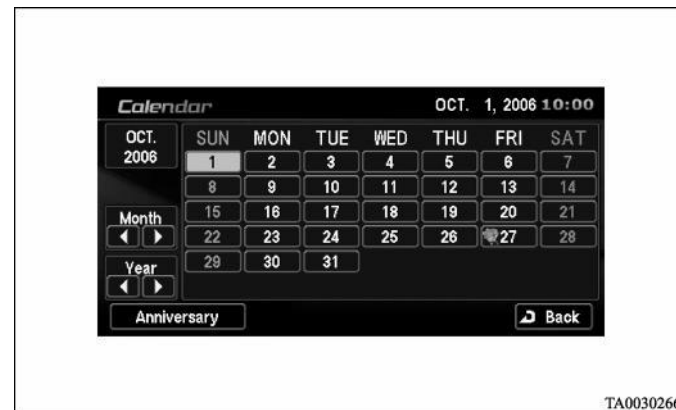 Calendar OCT. 1, 2006 10:00
OCT. SUN MON TUE WED THU FRI SAT
2006 1 2 3 4 5 6 7
8 9 10 11 12 13 14
Month 15 16 17 18 19 20 21
22 23 24 25 26 27 28
Year 29 30 31
Anniversary Back
TA0030266